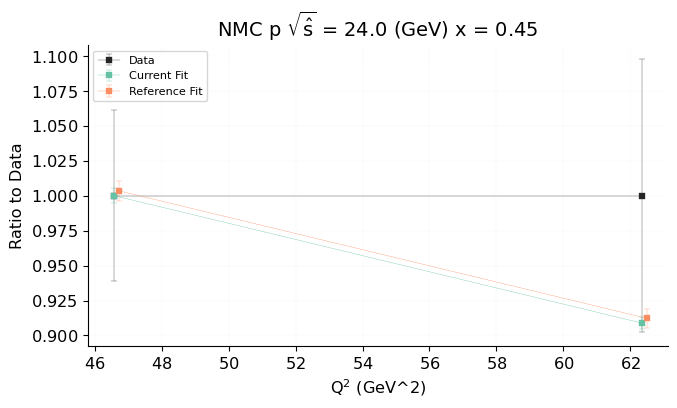 NMC p √ŝ = 24.0 (GeV) x = 0.45
Data
Current Fit
Reference Fit
Ratio to Data
1.100
1.075
1.050
1.025
1.000
0.975
0.950
0.925
0.900
46 48 50 52 54 56 58 60 62
Q² (GeV^2)